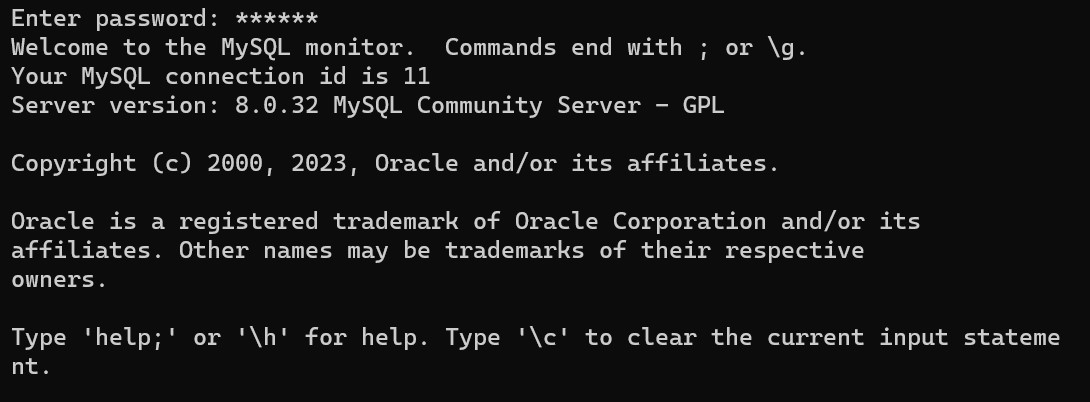 Enter password: ******
Welcome to the MySQL monitor.  Commands end with ; or \g.
Your MySQL connection id is 11
Server version: 8.0.32 MySQL Community Server - GPL
Copyright (c) 2000, 2023, Oracle and/or its affiliates.
Oracle is a registered trademark of Oracle Corporation and/or its
affiliates. Other names may be trademarks of their respective
owners.
Type 'help;' or '\h' for help. Type '\c' to clear the current input stateme
nt.